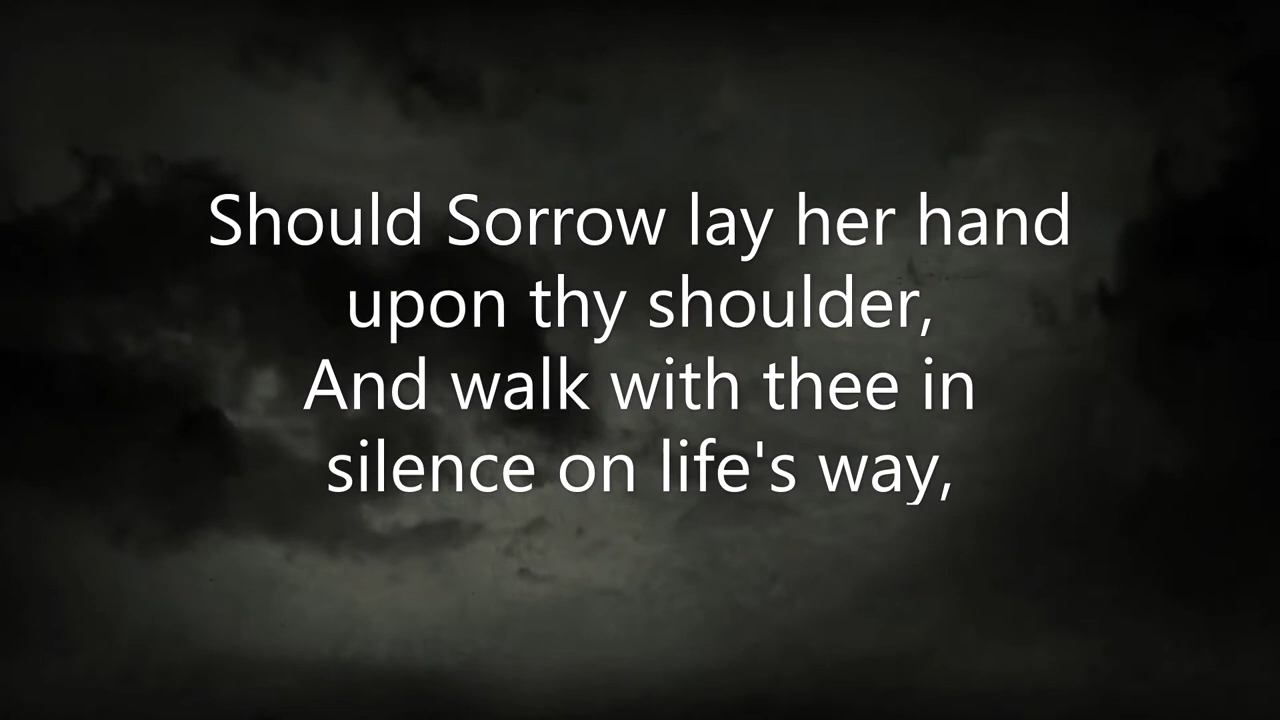 Should Sorrow lay her hand
upon thy shoulder,
And walk with thee in
silence on life's way,